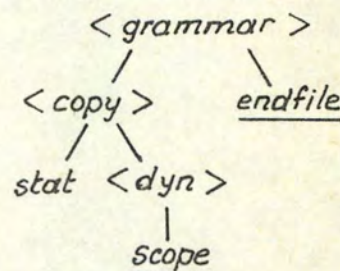 < grammar >
< copy > endfile
stat < dyn >
scope